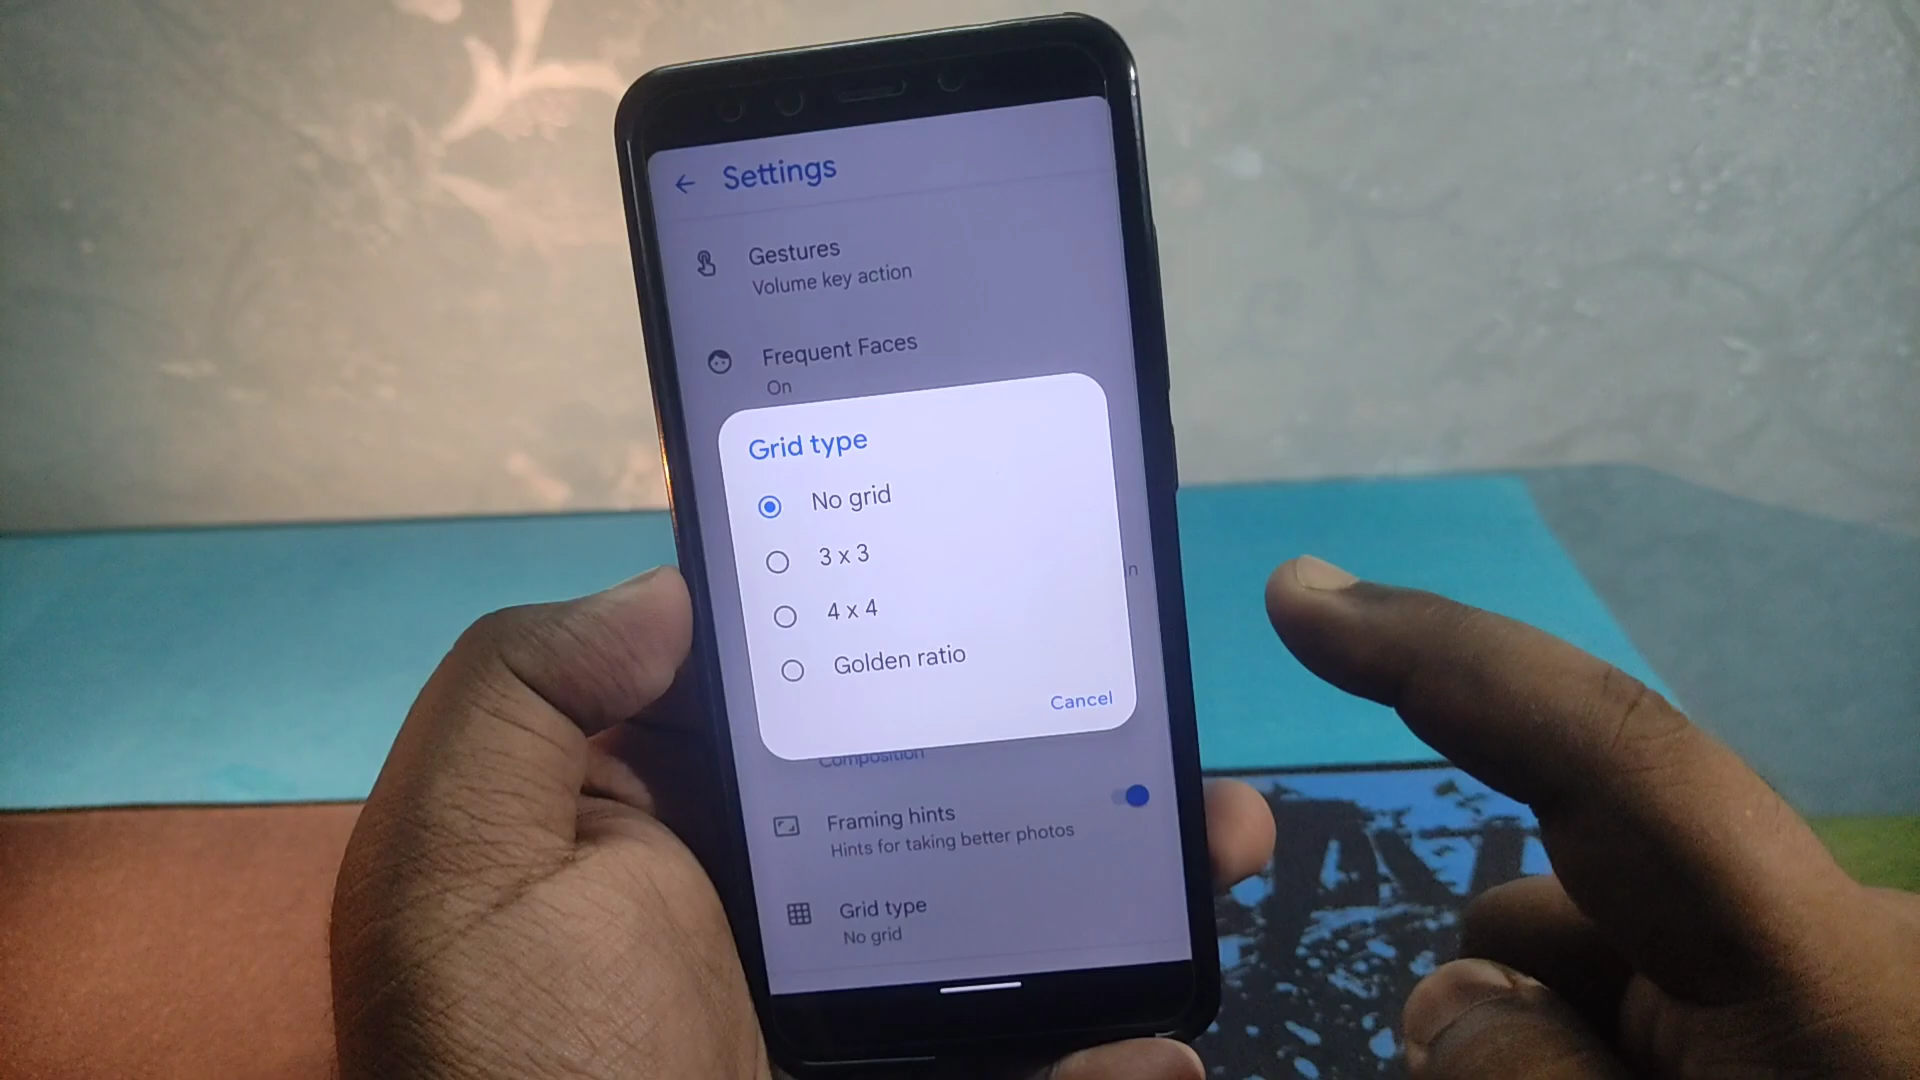 Settings
Gestures
Volume key action
Frequent Faces
On
Grid type
No grid
3 x 3
4 x 4
Golden ratio
Cancel
Composition
Framing hints
Hints for taking better photos
Grid type
No grid